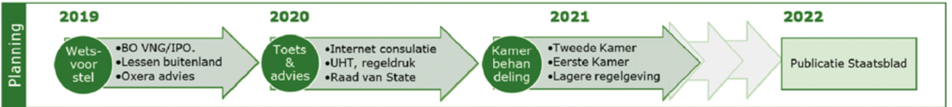 Planning
2019
Wets-
voor
stel
•BO VNG/IPO.
•Lessen buitenland
•Oxera advies
2020
Toets
&
advies
•Internet consulatie
•UHT, regeldruk
•Raad van State
2021
Kamer
behan
deling
•Tweede Kamer
•Eerste Kamer
•Lagere regelgeving
2022
Publicatie Staatsblad